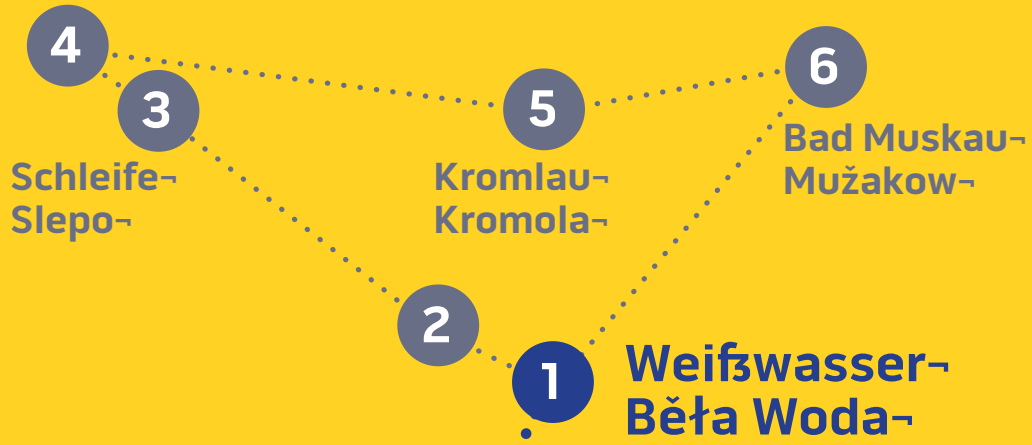 4
3
Schleife¬
Slepo¬
5
Kromlau¬
Kromola¬
6
Bad Muskau¬
Mužakow¬
2
1
Weißwasser¬
Běła Woda¬